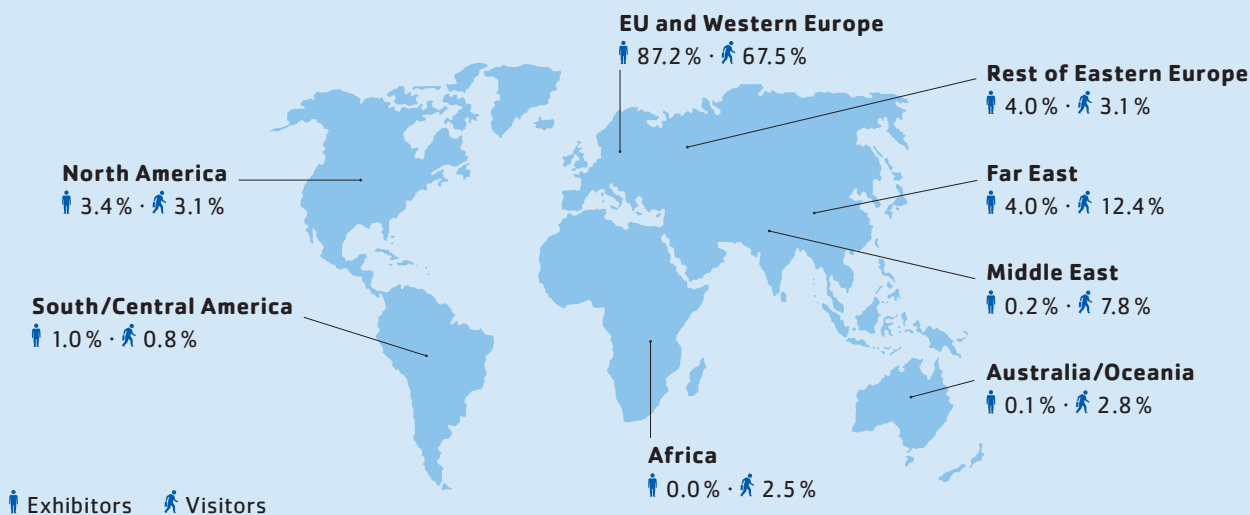 EU and Western Europe
87.2 % · 67.5 %
Rest of Eastern Europe
4.0 % · 3.1 %
North America
3.4 % · 3.1 %
Far East
4.0 % · 12.4 %
Middle East
0.2 % · 7.8 %
South/Central America
1.0 % · 0.8 %
Australia/Oceania
0.1 % · 2.8 %
Africa
0.0 % · 2.5 %
Exhibitors Visitors